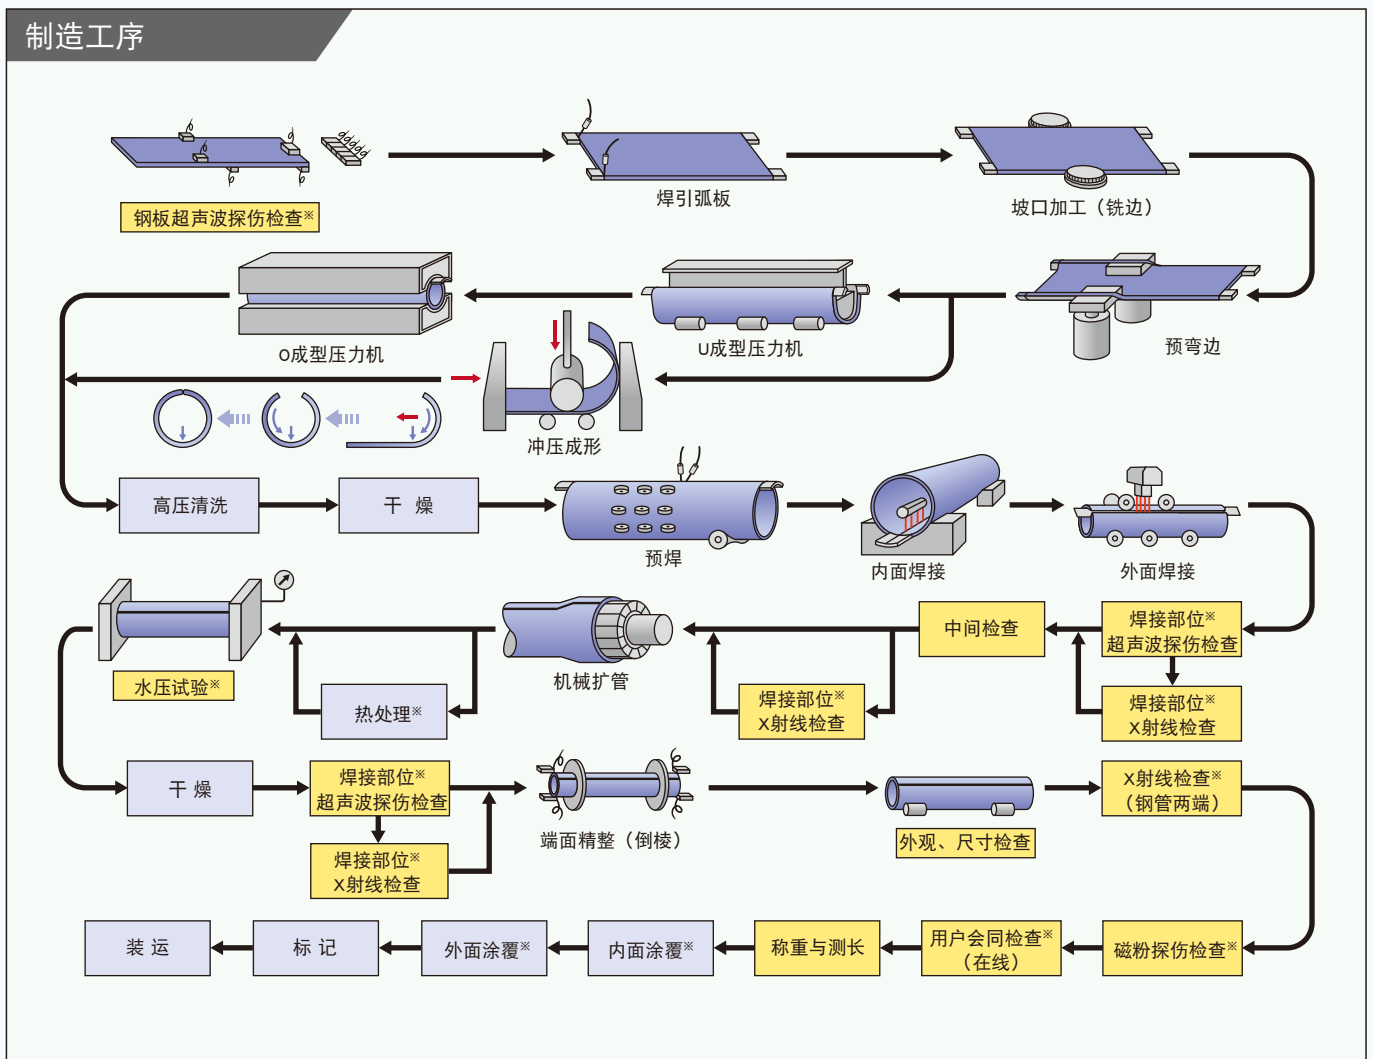 制造工序
钢板超声波探伤检查※
焊引弧板
坡口加工（铣边）
O成型压力机
U成型压力机
预弯边
冲压成形
高压清洗
干 燥
预焊
内面焊接
外面焊接
水压试验※
热处理※
机械扩管
焊接部位※
X射线检查
中间检查
焊接部位※
超声波探伤检查
焊接部位※
X射线检查
干 燥
焊接部位※
超声波探伤检查
焊接部位※
X射线检查
端面精整（倒棱）
外观、尺寸检查
X射线检查※
（钢管两端）
装 运
标 记
外面涂覆※
内面涂覆※
称重与测长
用户会同检查※
（在线）
磁粉探伤检查※